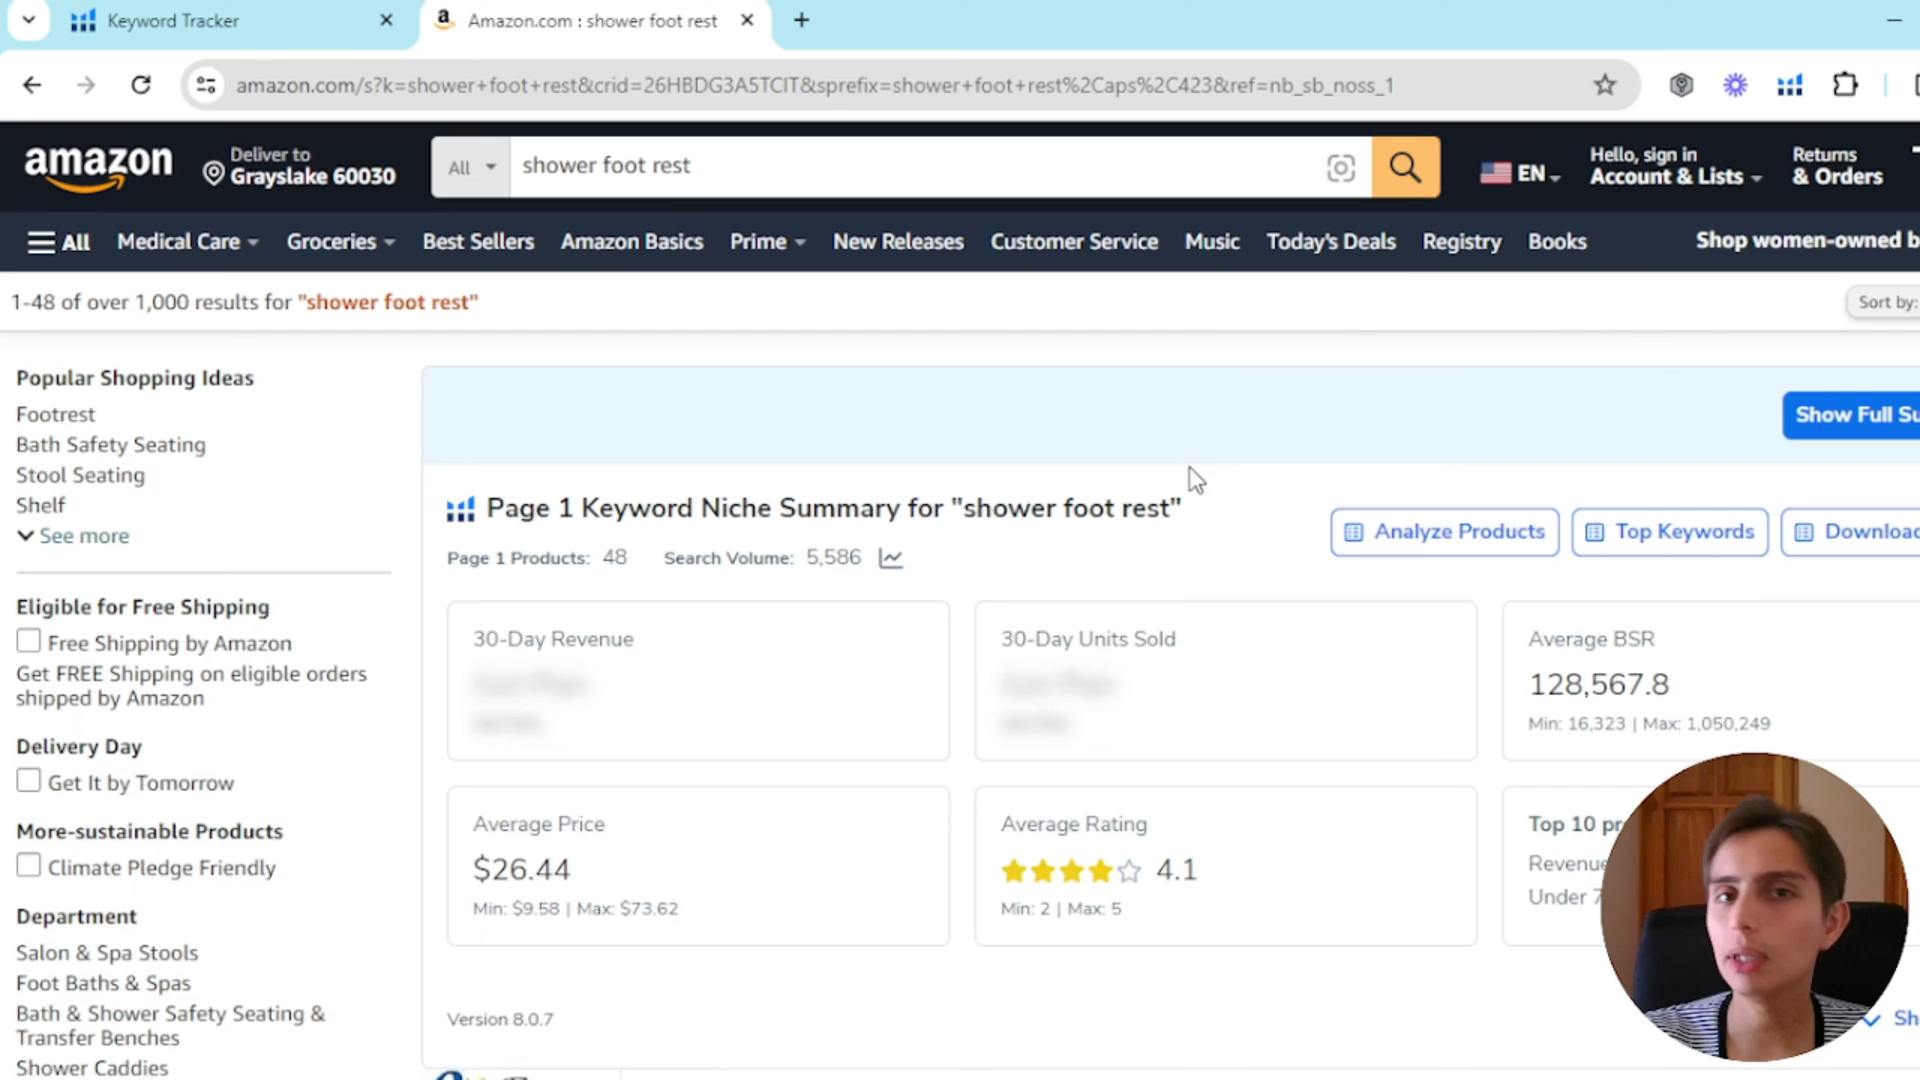 Keyword Tracker
Amazon.com : shower foot rest
amazon.com/s?k=shower+foot+rest&crid=26HBDG3A5TCIT&sprefix=shower+foot+rest%2Caps%2C423&ref=nb_sb_noss_1
amazon
Deliver to
Grayslake 60030
All
shower foot rest
EN
Hello, sign in
Account & Lists
Returns
& Orders
All
Medical Care
Groceries
Best Sellers
Amazon Basics
Prime
New Releases
Customer Service
Music
Today's Deals
Registry
Books
Shop women-owned b
1-48 of over 1,000 results for "shower foot rest"
Sort by:
Popular Shopping Ideas
Footrest
Bath Safety Seating
Stool Seating
Shelf
See more
Eligible for Free Shipping
Free Shipping by Amazon
Get FREE Shipping on eligible orders
shipped by Amazon
Delivery Day
Get It by Tomorrow
More-sustainable Products
Climate Pledge Friendly
Department
Salon & Spa Stools
Foot Baths & Spas
Bath & Shower Safety Seating &
Transfer Benches
Shower Caddies
Show Full Su
Page 1 Keyword Niche Summary for "shower foot rest"
Page 1 Products: 48
Search Volume: 5,586
Analyze Products
Top Keywords
Downloac
30-Day Revenue
30-Day Units Sold
Average BSR
128,567.8
Min: 16,323 | Max: 1,050,249
Average Price
$26.44
Min: $9.58 | Max: $73.62
Average Rating
4.1
Min: 2 | Max: 5
Top 10 pr
Revenue
Under 7
Version 8.0.7
Sh